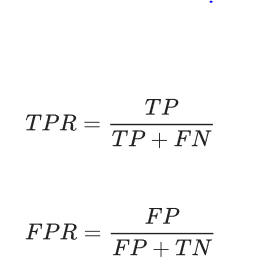 TPR = TP / (TP + FN)
FPR = FP / (FP + TN)